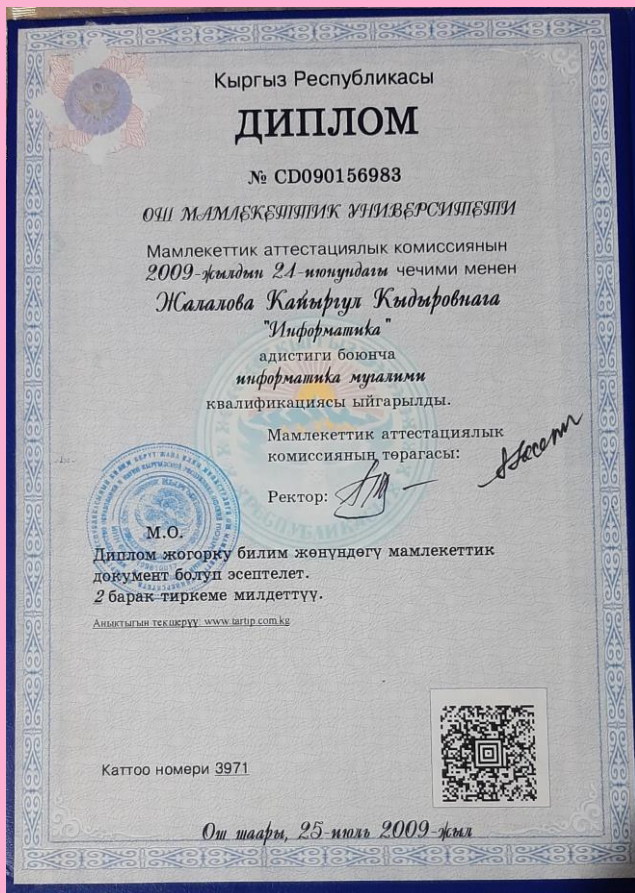 Кыргыз Республикасы
ДИПЛОМ
№ CD090156983
ОШ МАМЛЕКЕТТИК УНИВЕРСИТЕТИ
Мамлекеттик аттестациялык комиссиянын
2009-жылдын 21-июнундагы чечими менен
Жалалова Кайыргул Кыдыровнага
"Информатика"
адистиги боюнча
информатика мугалими
квалификациясы ыйгарылды.
Мамлекеттик аттестациялык
комиссиянын төрагасы:
Ректор:
М.О.
Диплом жогорку билим жөнүндөгү мамлекеттик
документ болуп эсептелет.
2 барак тиркеме милдеттүү.
Аныктыгын текшерүү: www.tartip.com.kg
Каттоо номери 3971
Ош шаары, 25-июль 2009-жыл